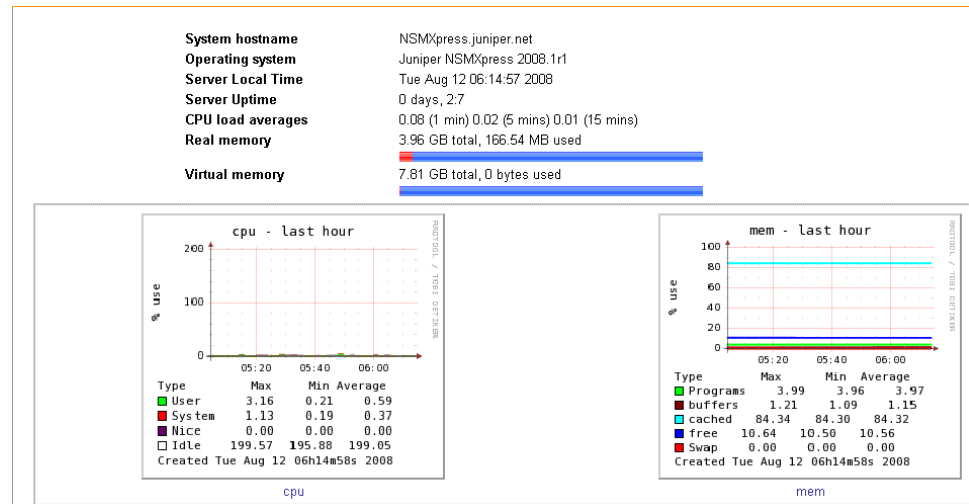 System hostname NSMXpress.juniper.net
Operating system Juniper NSMXpress 2008.1r1
Server Local Time Tue Aug 12 06:14:57 2008
Server Uptime 0 days, 2:7
CPU load averages 0.08 (1 min) 0.02 (5 mins) 0.01 (15 mins)
Real memory 3.96 GB total, 166.54 MB used
Virtual memory 7.81 GB total, 0 bytes used
cpu - last hour
RRDTOOL / TOBI OETIKER
% use
200
100
0
05:20 05:40 06:00
Type Max Min Average
User 3.16 0.21 0.59
System 1.13 0.19 0.37
Nice 0.00 0.00 0.00
Idle 199.57 195.88 199.05
Created Tue Aug 12 06h14m58s 2008
cpu
mem - last hour
RRDTOOL / TOBI OETIKER
% use
100
80
60
40
20
0
05:20 05:40 06:00
Type Max Min Average
Programs 3.99 3.96 3.97
buffers 1.21 1.09 1.15
cached 84.34 84.30 84.32
free 10.64 10.50 10.56
Swap 0.00 0.00 0.00
Created Tue Aug 12 06h14m58s 2008
mem